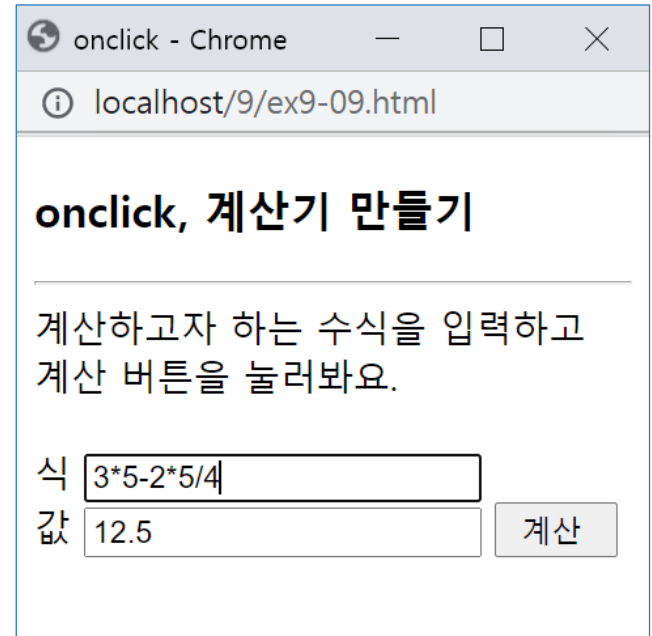 onclick - Chrome
localhost/9/ex9-09.html
onclick, 계산기 만들기
계산하고자 하는 수식을 입력하고
계산 버튼을 눌러봐요.
식 3*5-2*5/4
값 12.5 계산